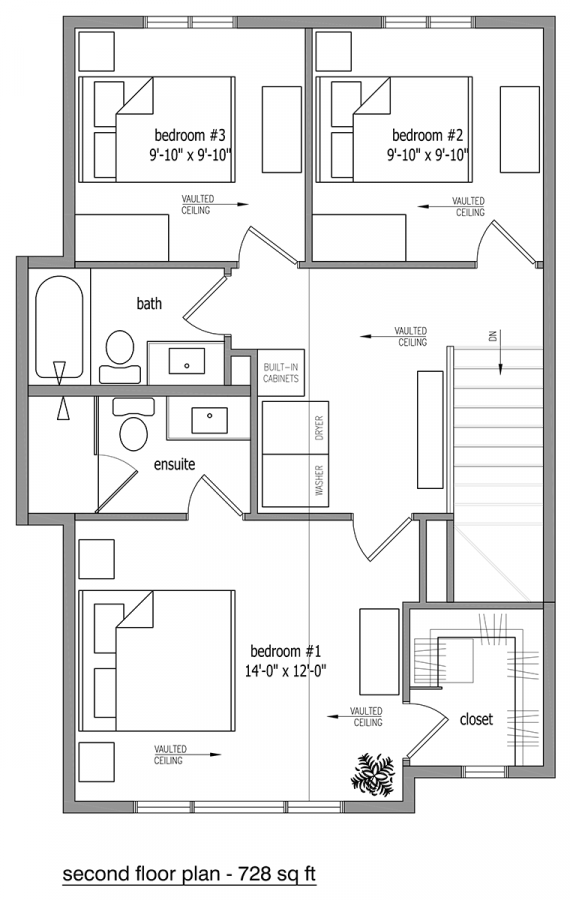 bedroom #3
9'-10" x 9'-10"
bedroom #2
9'-10" x 9'-10"
VAULTED
CEILING
VAULTED
CEILING
bath
VAULTED
CEILING
DN
BUILT-IN
CABINETS
DRYER
WASHER
ensuite
bedroom #1
14'-0" x 12'-0"
VAULTED
CEILING
closet
VAULTED
CEILING
second floor plan - 728 sq ft